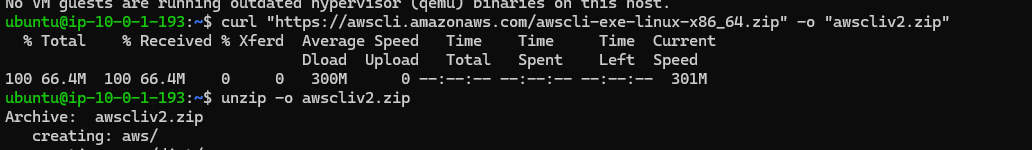 No VM guests are running outdated hypervisor (qemu) binaries on this host.
ubuntu@ip-10-0-1-193:~$ curl "https://awscli.amazonaws.com/awscli-exe-linux-x86_64.zip" -o "awscliv2.zip"
  % Total    % Received % Xferd  Average Speed   Time    Time     Time  Current
                                 Dload  Upload   Total   Spent    Left  Speed
100 66.4M  100 66.4M    0     0   300M      0 --:--:-- --:--:-- --:--:--  301M
ubuntu@ip-10-0-1-193:~$ unzip -o awscliv2.zip
Archive:  awscliv2.zip
   creating: aws/